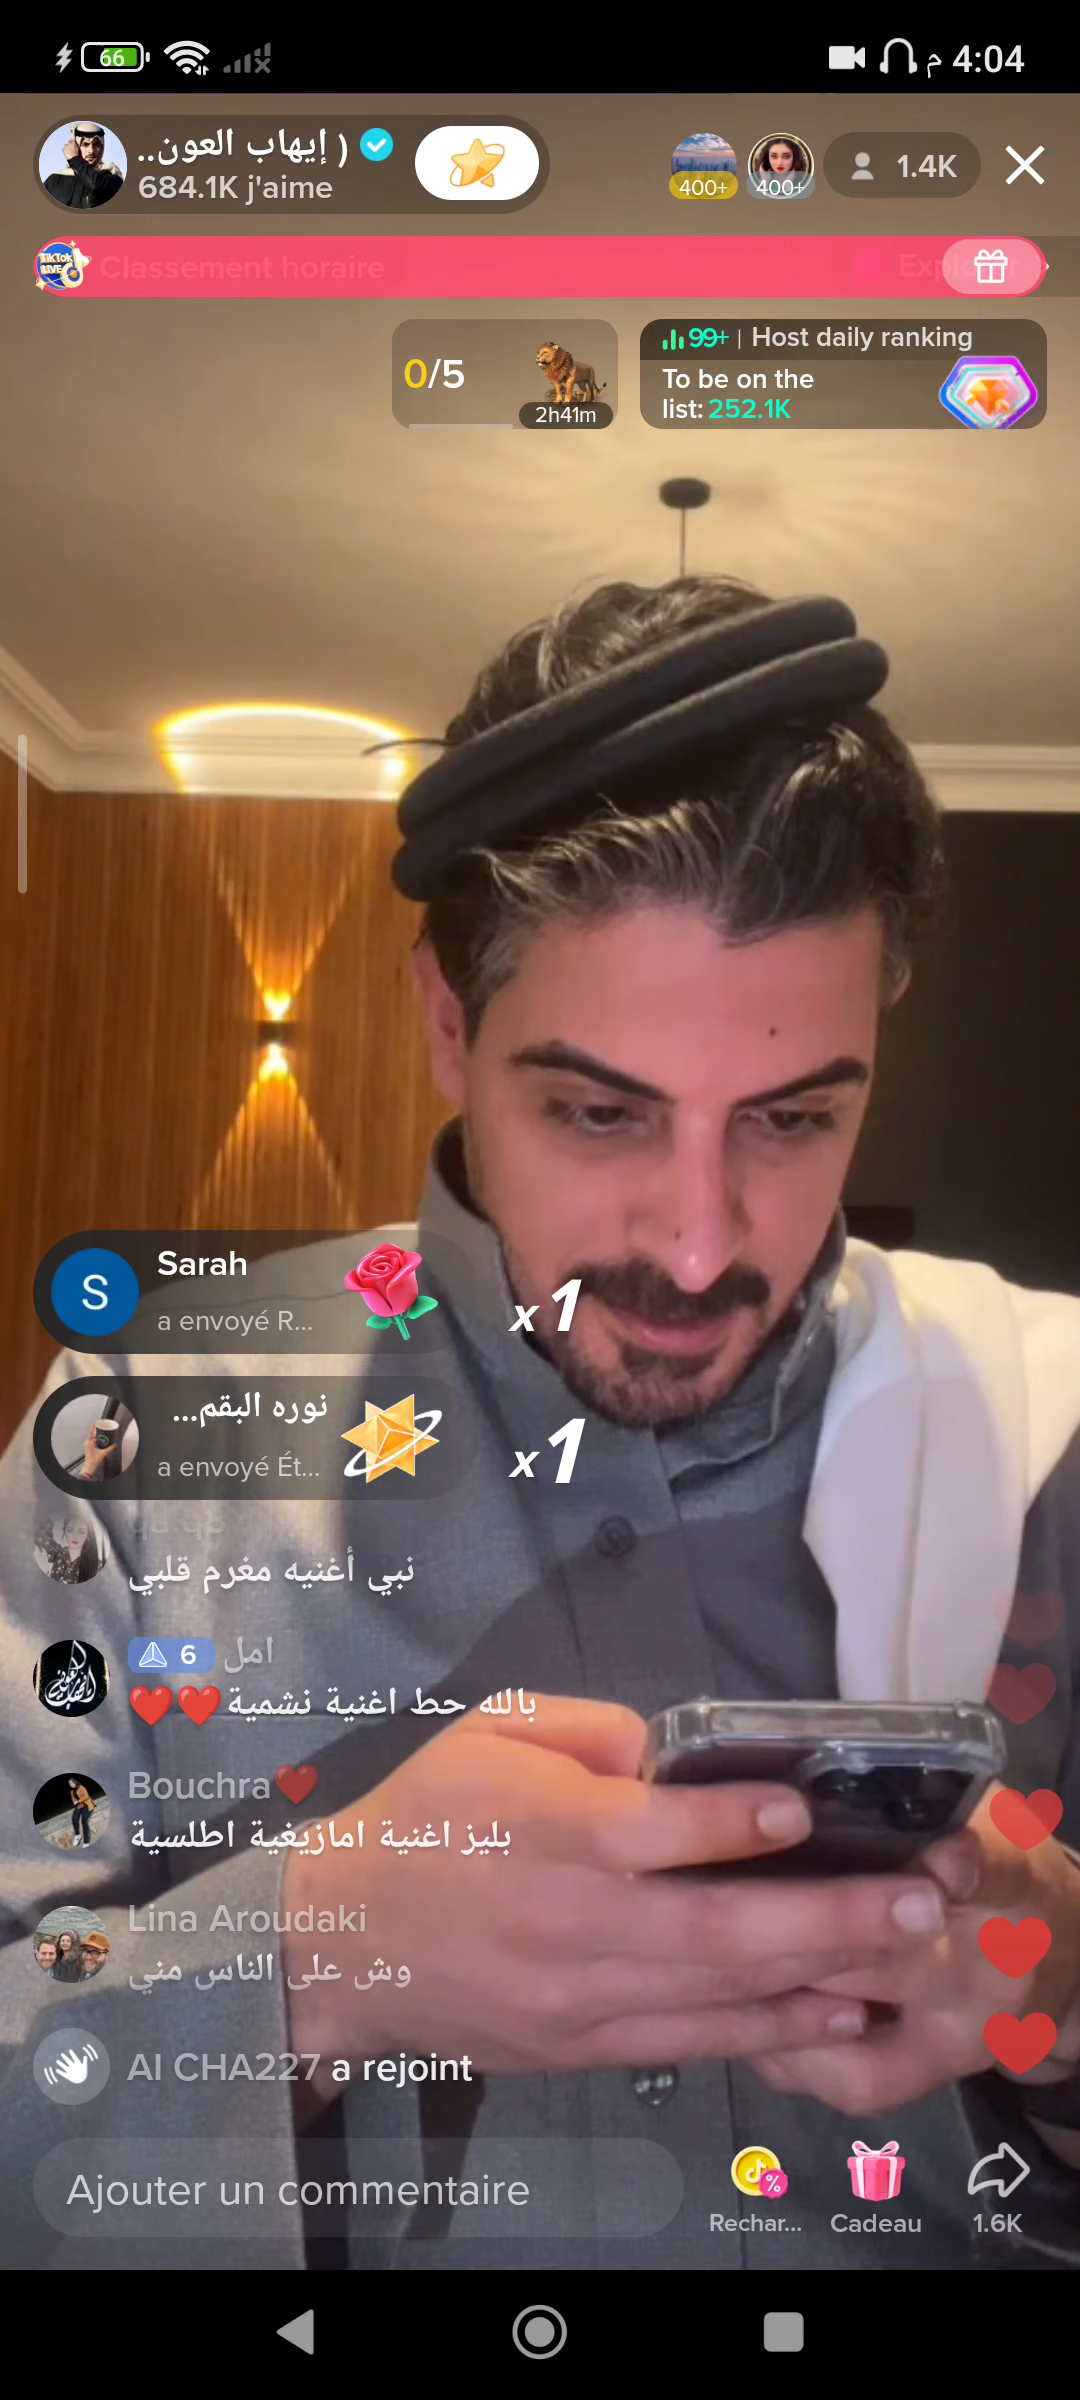 66
4:04 م
( إيهاب العون..
684.1K j'aime
400+
400+
1.4K
TikTok LIVE
Classement horaire
0/5
2h41m
99+ | Host daily ranking
To be on the
list: 252.1K
Sarah
a envoyé R...
x1
نوره البقم...
a envoyé Ét...
x1
نبي أغنيه مغرم قلبي
6 امل
بالله حط اغنية نشمية❤️❤️
Bouchra❤️
بليز اغنية امازيغية اطلسية
Lina Aroudaki
وش على الناس مني
AI CHA227 a rejoint
Ajouter un commentaire
Rechar...
Cadeau
1.6K